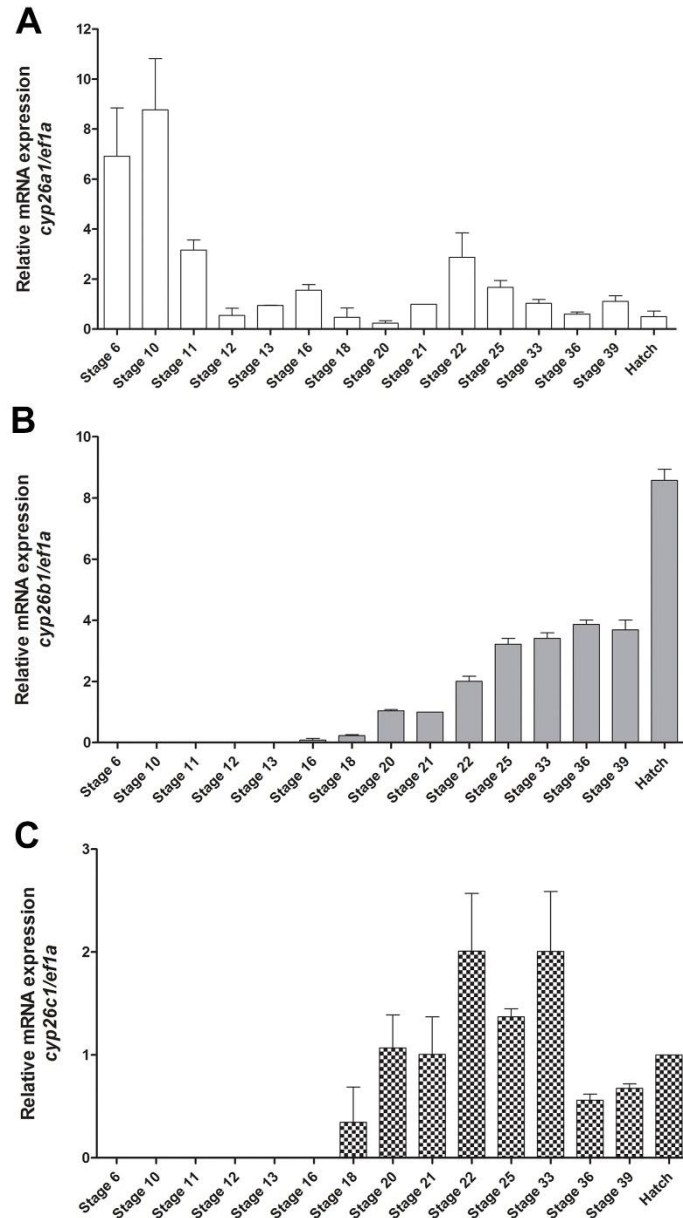 A
Relative mRNA expression
cyp26a1/ef1a
12
10
8
6
4
2
0
Stage 6
Stage 10
Stage 11
Stage 12
Stage 13
Stage 16
Stage 18
Stage 20
Stage 21
Stage 22
Stage 25
Stage 33
Stage 36
Stage 39
Hatch
B
Relative mRNA expression
cyp26b1/ef1a
10
8
6
4
2
0
Stage 6
Stage 10
Stage 11
Stage 12
Stage 13
Stage 16
Stage 18
Stage 20
Stage 21
Stage 22
Stage 25
Stage 33
Stage 36
Stage 39
Hatch
C
Relative mRNA expression
cyp26c1/ef1a
3
2
1
0
Stage 6
Stage 10
Stage 11
Stage 12
Stage 13
Stage 16
Stage 18
Stage 20
Stage 21
Stage 22
Stage 25
Stage 33
Stage 36
Stage 39
Hatch